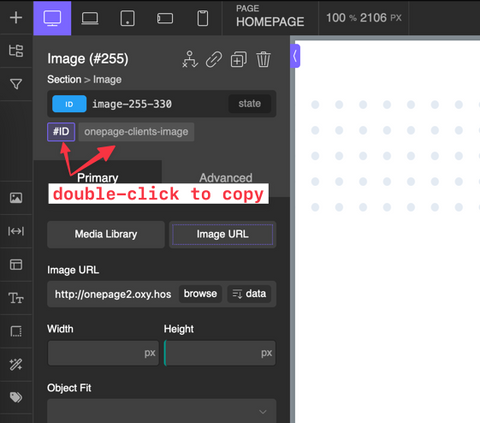 PAGE
HOMEPAGE
100 % 2106 PX
Image (#255)
Section > Image
ID image-255-330 state
#ID onepage-clients-image
Primary Advanced
double-click to copy
Media Library Image URL
Image URL
http://onepage2.oxy.hos browse data
Width Height
px px
Object Fit
Tт